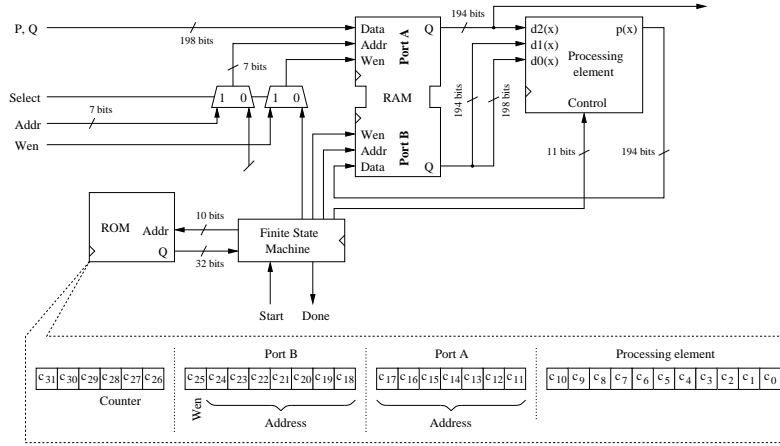 P, Q
198 bits
Data
Addr
Wen
Q
Port A
194 bits
d2(x)
d1(x)
d0(x)
p(x)
Processing
element
Control
7 bits
Select
1 0
1 0
Addr
7 bits
Wen
RAM
Wen
Addr
Data
Port B
Q
194 bits
198 bits
11 bits
194 bits
ROM
Addr
Q
10 bits
32 bits
Finite State
Machine
Start
Done
Port B
Port A
Processing element
c31 c30 c29 c28 c27 c26
c25 c24 c23 c22 c21 c20 c19 c18
c17 c16 c15 c14 c13 c12 c11
c10 c9 c8 c7 c6 c5 c4 c3 c2 c1 c0
Counter
Wen
Address
Address